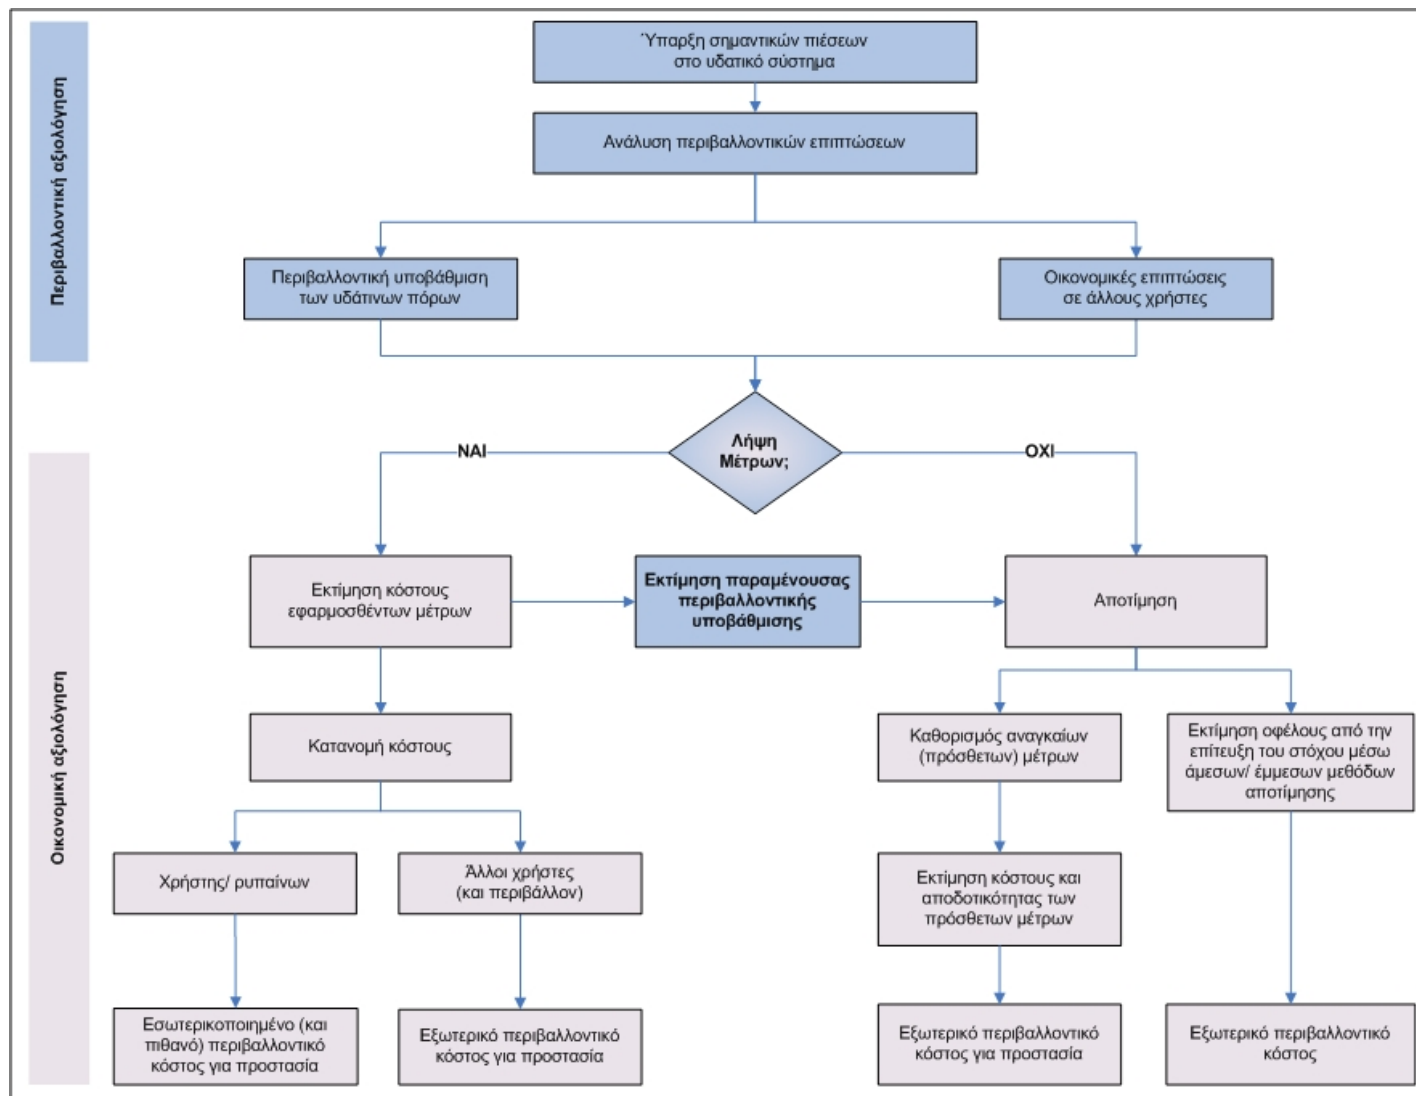 Περιβαλλοντική αξιολόγηση
Ύπαρξη σημαντικών πιέσεων
στο υδατικό σύστημα
Ανάλυση περιβαλλοντικών επιπτώσεων
Περιβαλλοντική υποβάθμιση
των υδάτινων πόρων
Οικονομικές επιπτώσεις
σε άλλους χρήστες
Λήψη
Μέτρων;
ΝΑΙ
ΟΧΙ
Οικονομική αξιολόγηση
Εκτίμηση κόστους
εφαρμοσθέντων μέτρων
Εκτίμηση παραμένουσας
περιβαλλοντικής
υποβάθμισης
Αποτίμηση
Κατανομή κόστους
Καθορισμός αναγκαίων
(πρόσθετων) μέτρων
Εκτίμηση οφέλους από την
επίτευξη του στόχου μέσω
άμεσων/ έμμεσων μεθόδων
αποτίμησης
Χρήστης/ ρυπαίνων
Άλλοι χρήστες
(και περιβάλλον)
Εκτίμηση κόστους και
αποδοτικότητας των
πρόσθετων μέτρων
Εσωτερικοποιημένο (και
πιθανό) περιβαλλοντικό
κόστος για προστασία
Εξωτερικό περιβαλλοντικό
κόστος για προστασία
Εξωτερικό περιβαλλοντικό
κόστος για προστασία
Εξωτερικό περιβαλλοντικό
κόστος